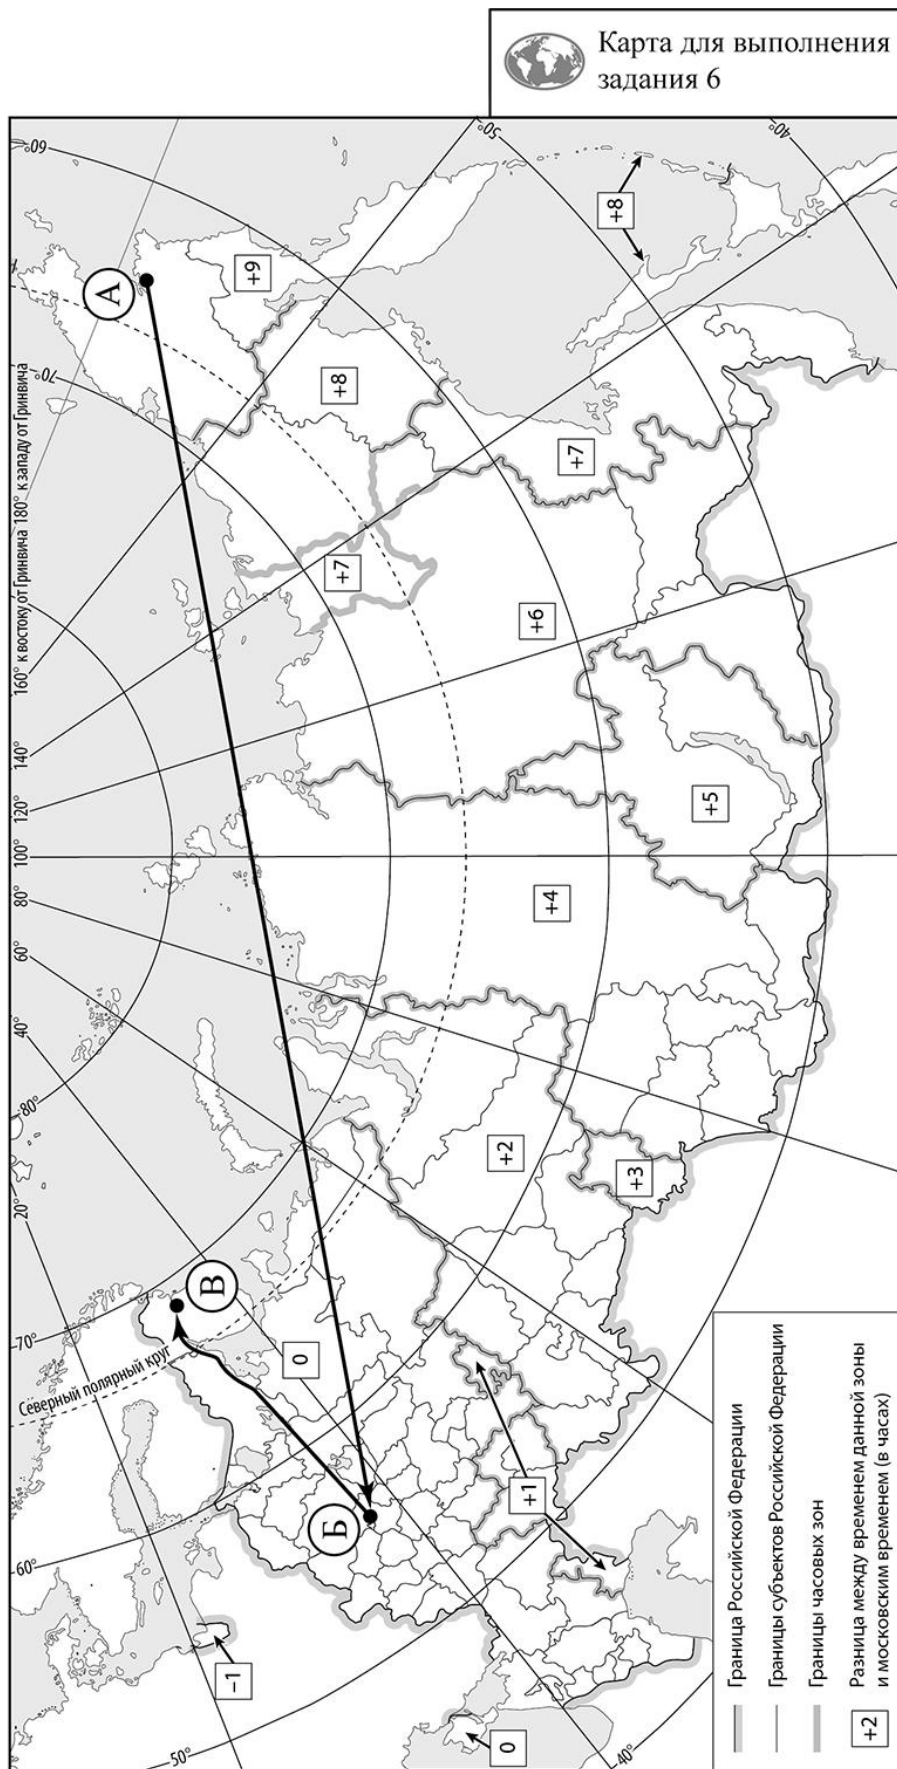 Карта для выполнения
задания 6
60°
50°
40°
А
+9
+8
+8
70°
+7
+7
160° к востоку от Гринвича 180° к западу от Гринвича
+6
140°
120°
100°
80°
60°
40°
20°
80°
+5
+4
+3
+2
В
Северный полярный круг
70°
0
Б
+1
60°
-1
50°
0
40°
Граница Российской Федерации
Границы субъектов Российской Федерации
Границы часовых зон
+2
Разница между временем данной зоны
и московским временем (в часах)